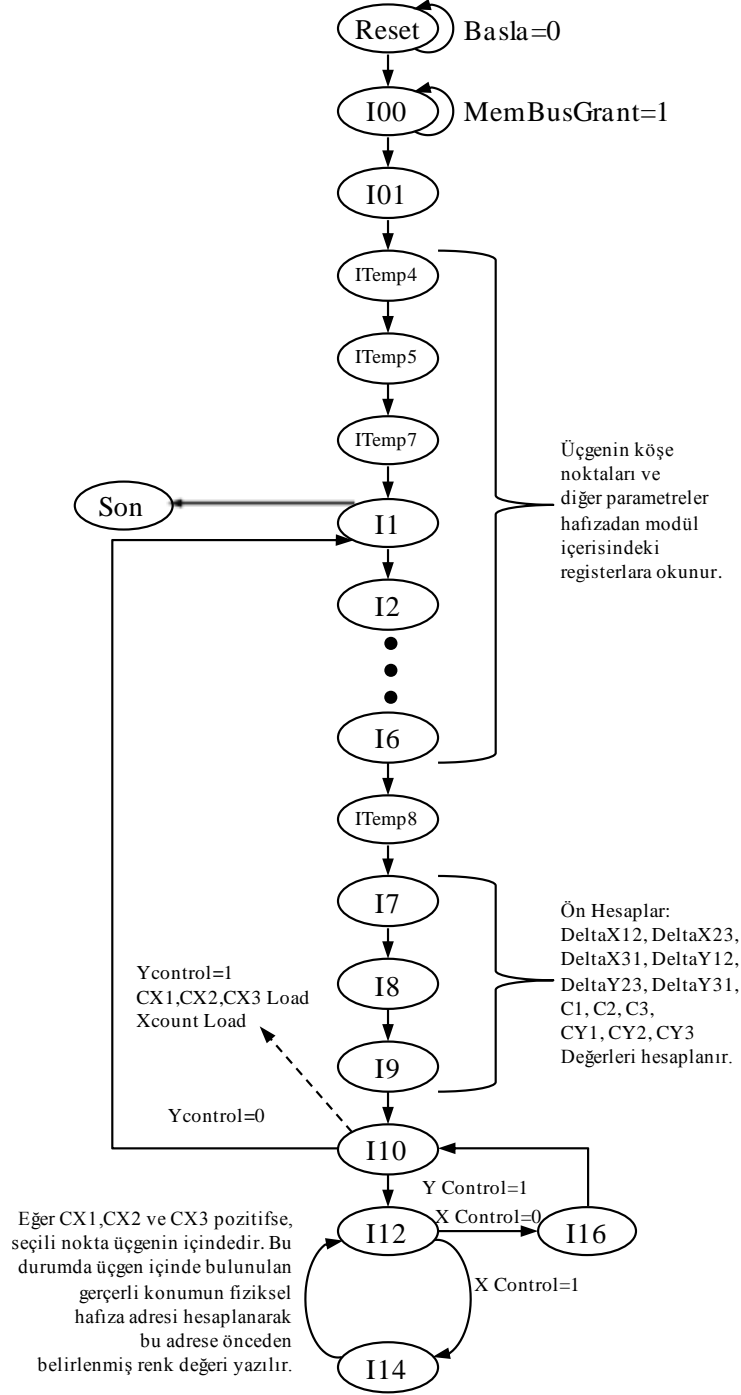 Reset
Basla=0
I00
MemBusGrant=1
I01
ITemp4
ITemp5
ITemp7
Üçgenin köşe
noktaları ve
diğer parametreler
hafızadan modül
içerisindeki
registerlara okunur.
Son
I1
I2
I6
ITemp8
I7
Ön Hesaplar:
DeltaX12, DeltaX23,
DeltaX31, DeltaY12,
DeltaY23, DeltaY31,
C1, C2, C3,
CY1, CY2, CY3
Değerleri hesaplanır.
I8
I9
Ycontrol=1
CX1,CX2,CX3 Load
Xcount Load
Ycontrol=0
I10
Y Control=1
X Control=0
I12
I16
Eğer CX1,CX2 ve CX3 pozitifse,
seçili nokta üçgenin içindedir. Bu
durumda üçgen içinde bulunulan
gerçerli konumun fiziksel
hafıza adresi hesaplanarak
bu adrese önceden
belirlenmiş renk değeri yazılır.
X Control=1
I14